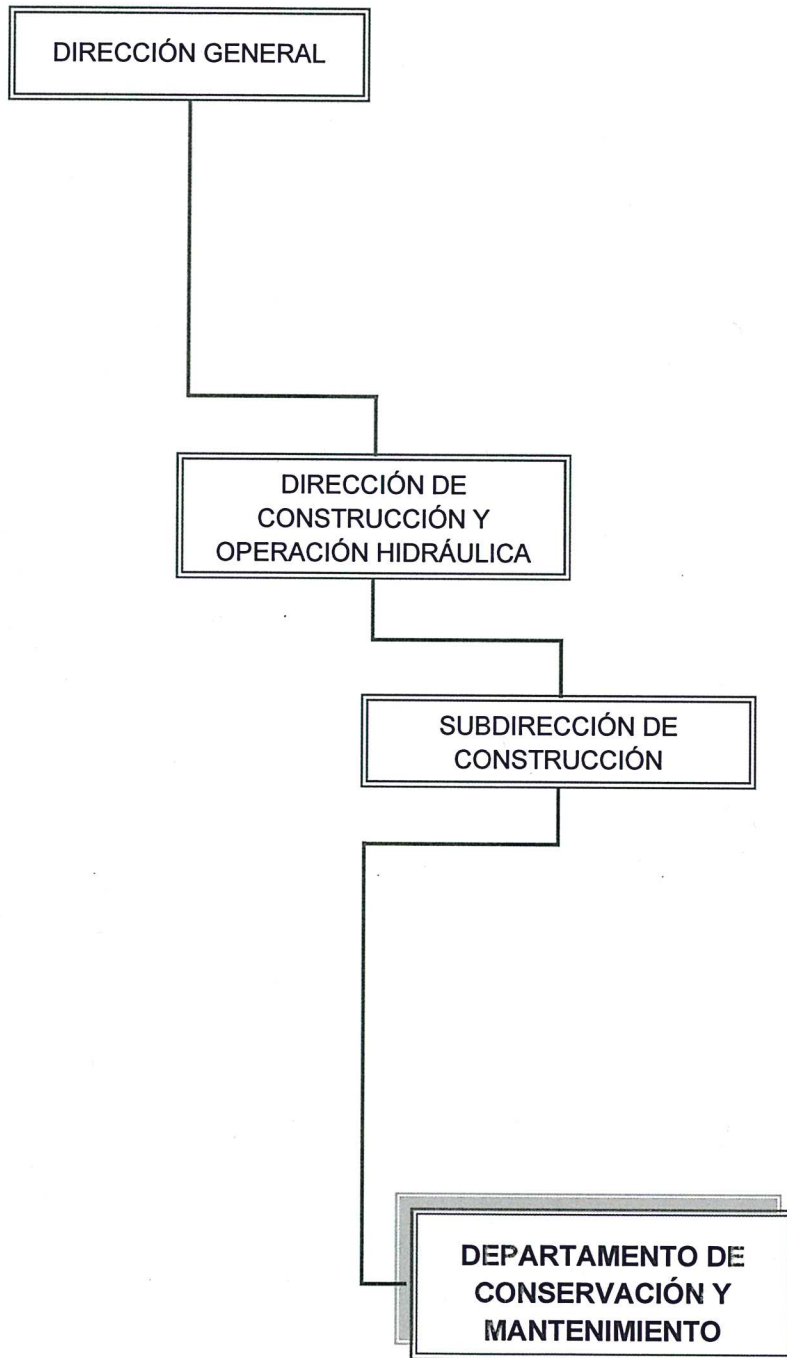 DIRECCIÓN GENERAL
DIRECCIÓN DE
CONSTRUCCIÓN Y
OPERACIÓN HIDRÁULICA
SUBDIRECCIÓN DE
CONSTRUCCIÓN
DEPARTAMENTO DE
CONSERVACIÓN Y
MANTENIMIENTO